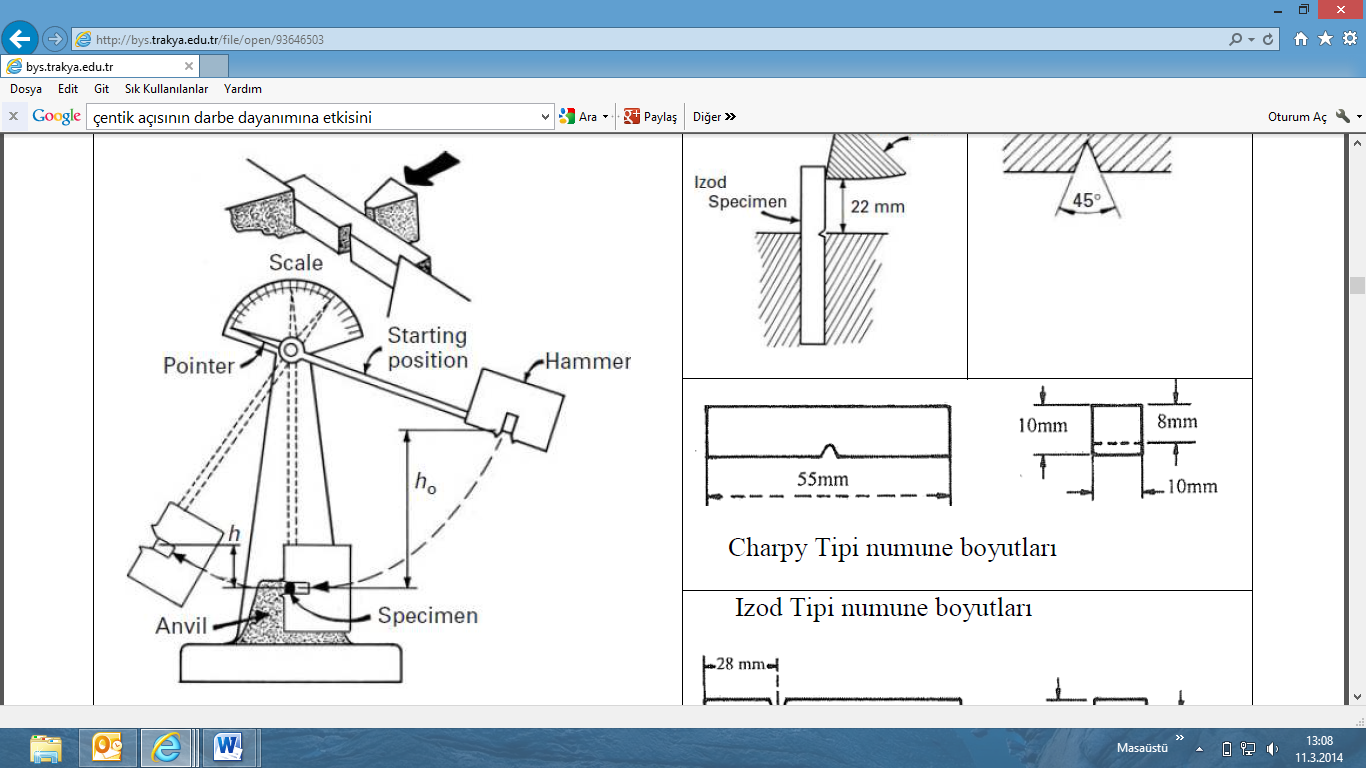 http://bys.trakya.edu.tr/file/open/93646503
bys.trakya.edu.tr
Dosya Edit Git Sık Kullanılanlar Yardım
x Google çentik açısının darbe dayanımına etkisini Ara Paylaş Diğer Oturum Aç
Scale
Pointer
Starting
position
Hammer
ho
h
Anvil
Specimen
Izod
Specimen
22 mm
45°
55mm
10mm
8mm
10mm
Charpy Tipi numune boyutları
Izod Tipi numune boyutları
28 mm
Masaüstü
13:08
11.3.2014